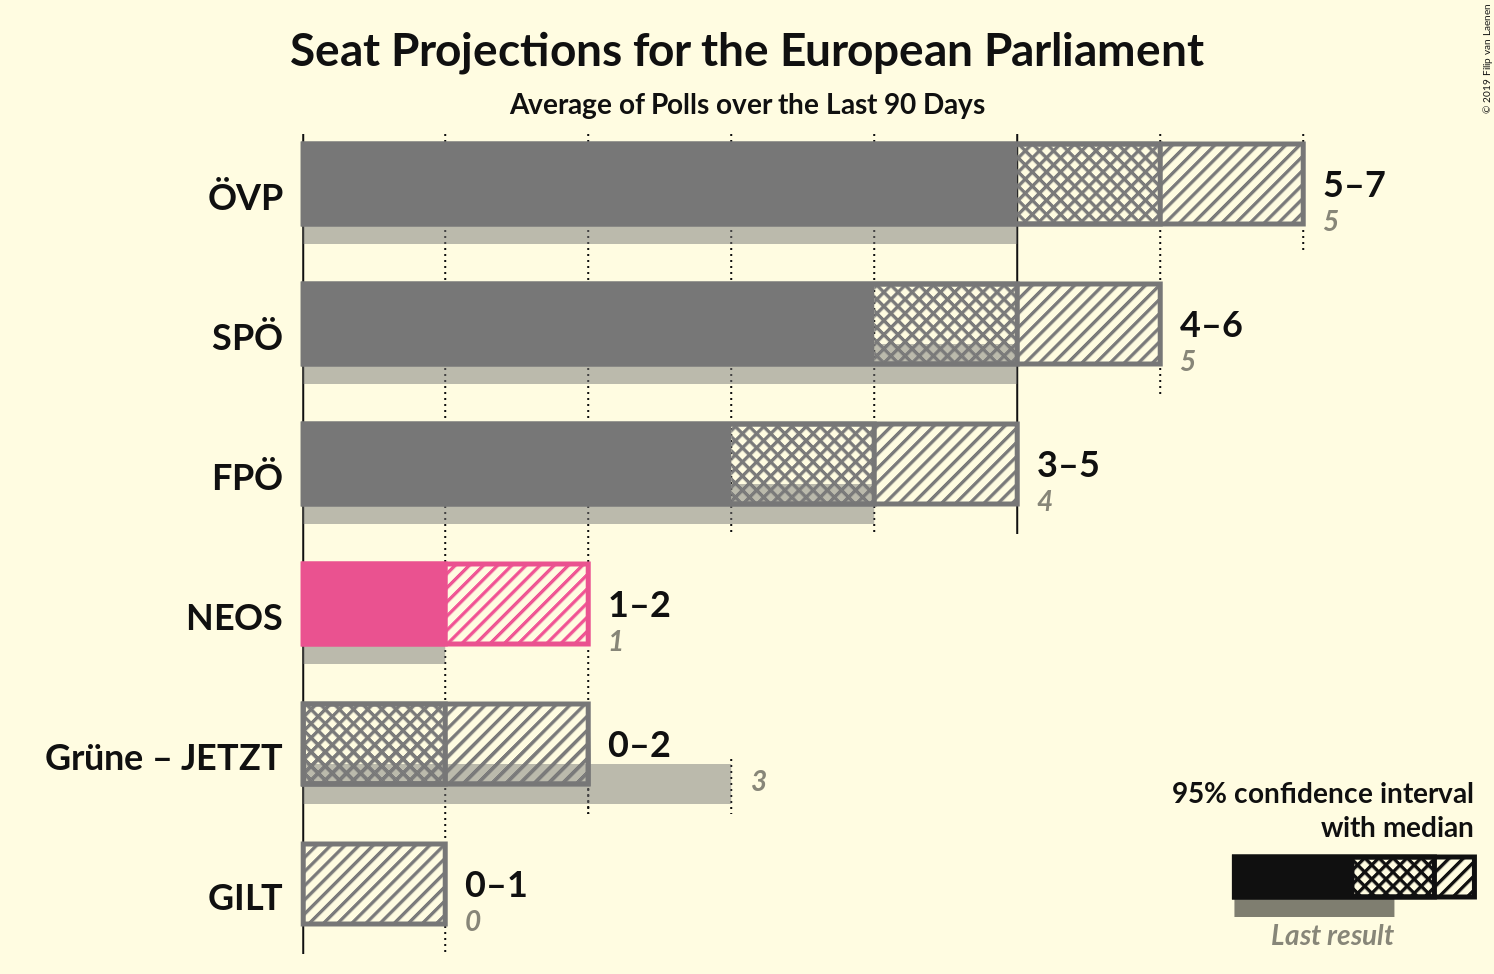 Seat Projections for the European Parliament
Average of Polls over the Last 90 Days
© 2019 Filip van Laenen
ÖVP
5–7
5
SPÖ
4–6
5
FPÖ
3–5
4
NEOS
1–2
1
Grüne – JETZT
0–2
3
GILT
0–1
0
95% confidence interval
with median
Last result